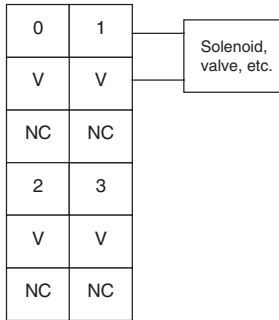 0 1
Solenoid,
valve, etc.
V V
NC NC
2 3
V V
NC NC